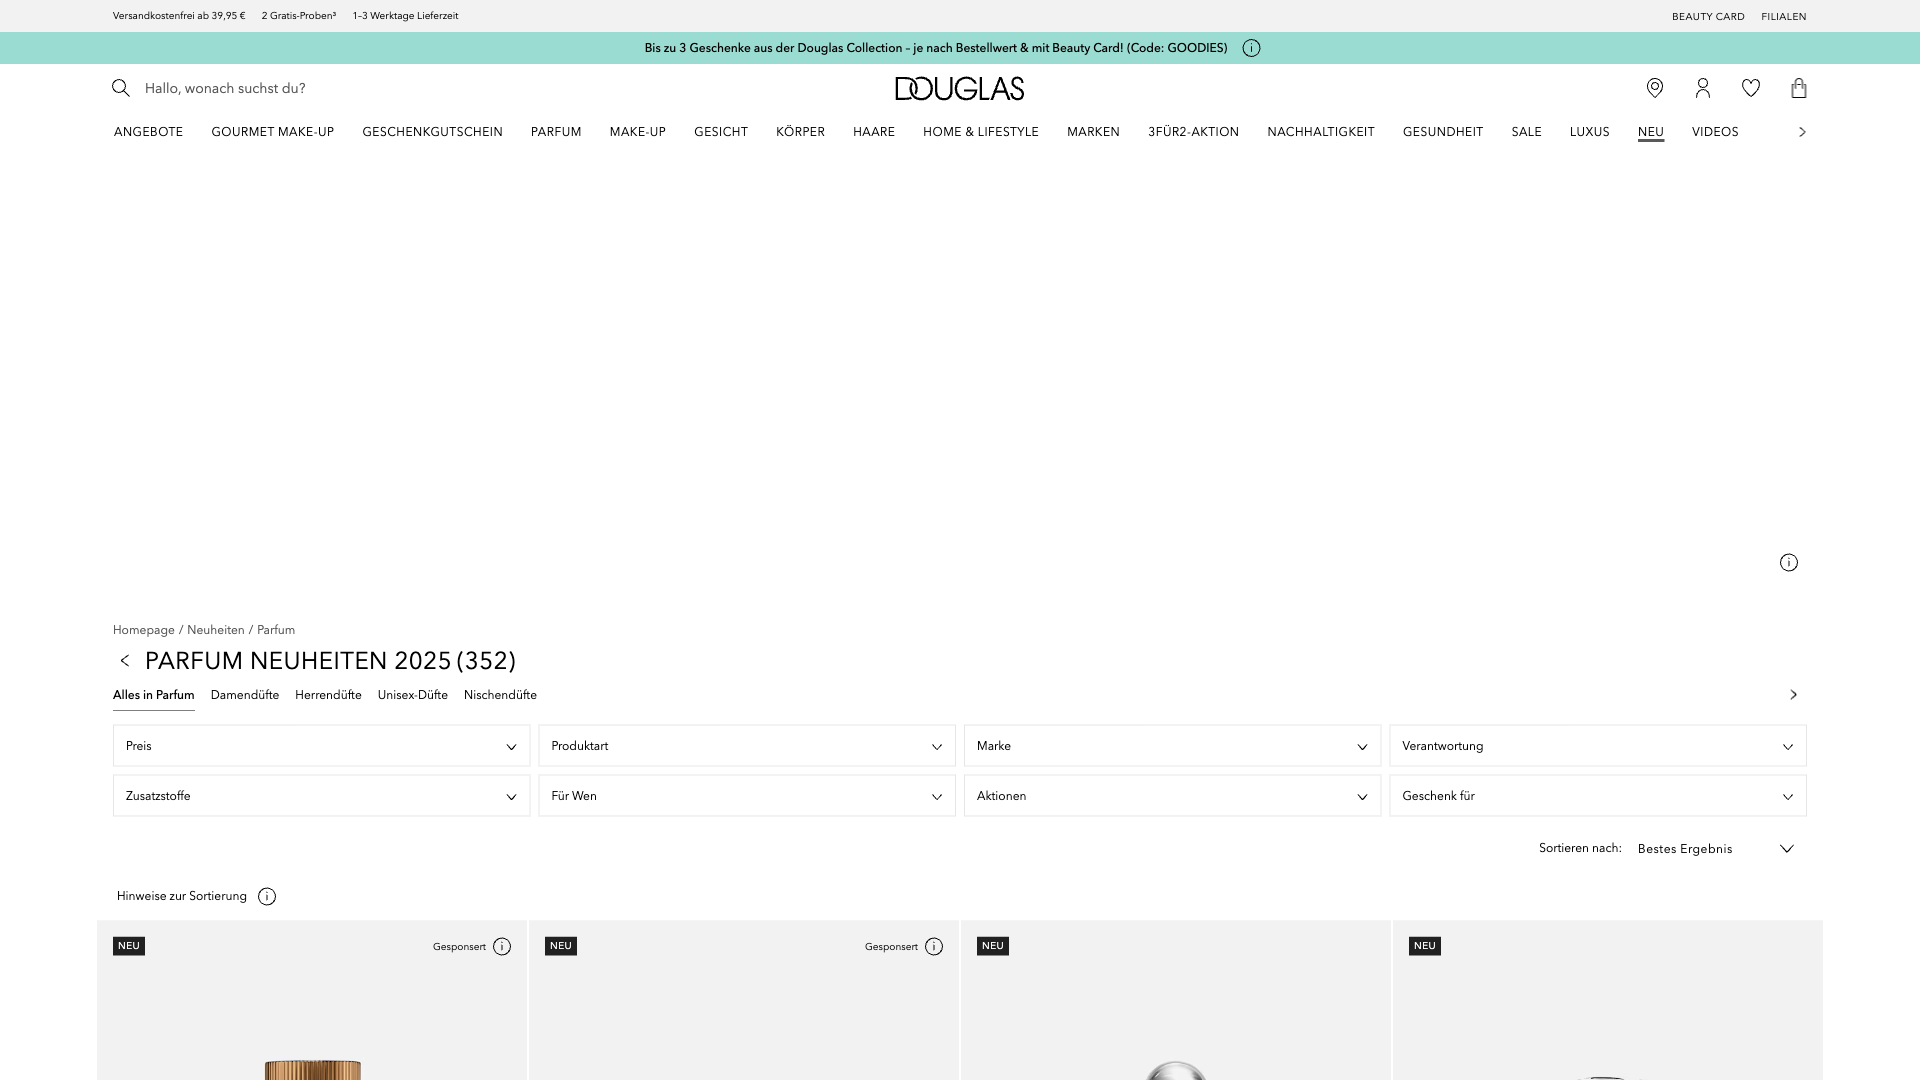 Versandkostenfrei ab 39,95 € 2 Gratis-Proben³ 1–3 Werktage Lieferzeit BEAUTY CARD FILIALEN
Bis zu 3 Geschenke aus der Douglas Collection – je nach Bestellwert & mit Beauty Card! (Code: GOODIES)
Hallo, wonach suchst du? DOUGLAS
ANGEBOTE GOURMET MAKE-UP GESCHENKGUTSCHEIN PARFUM MAKE-UP GESICHT KÖRPER HAARE HOME & LIFESTYLE MARKEN 3FÜR2-AKTION NACHHALTIGKEIT GESUNDHEIT SALE LUXUS NEU VIDEOS
Homepage / Neuheiten / Parfum
PARFUM NEUHEITEN 2025 (352)
Alles in Parfum Damendüfte Herrendüfte Unisex-Düfte Nischendüfte
Preis Produktart Marke Verantwortung
Zusatzstoffe Für Wen Aktionen Geschenk für
Sortieren nach: Bestes Ergebnis
Hinweise zur Sortierung
NEU Gesponsert NEU Gesponsert NEU NEU